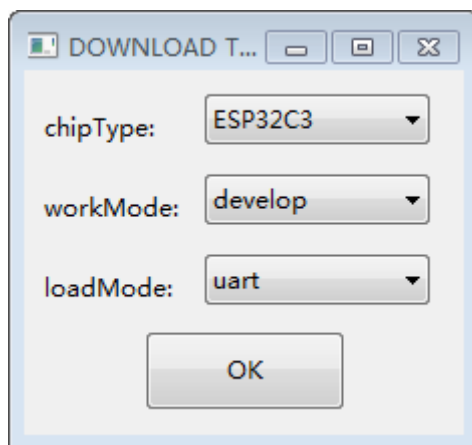 DOWNLOAD T...
chipType: ESP32C3
workMode: develop
loadMode: uart
OK